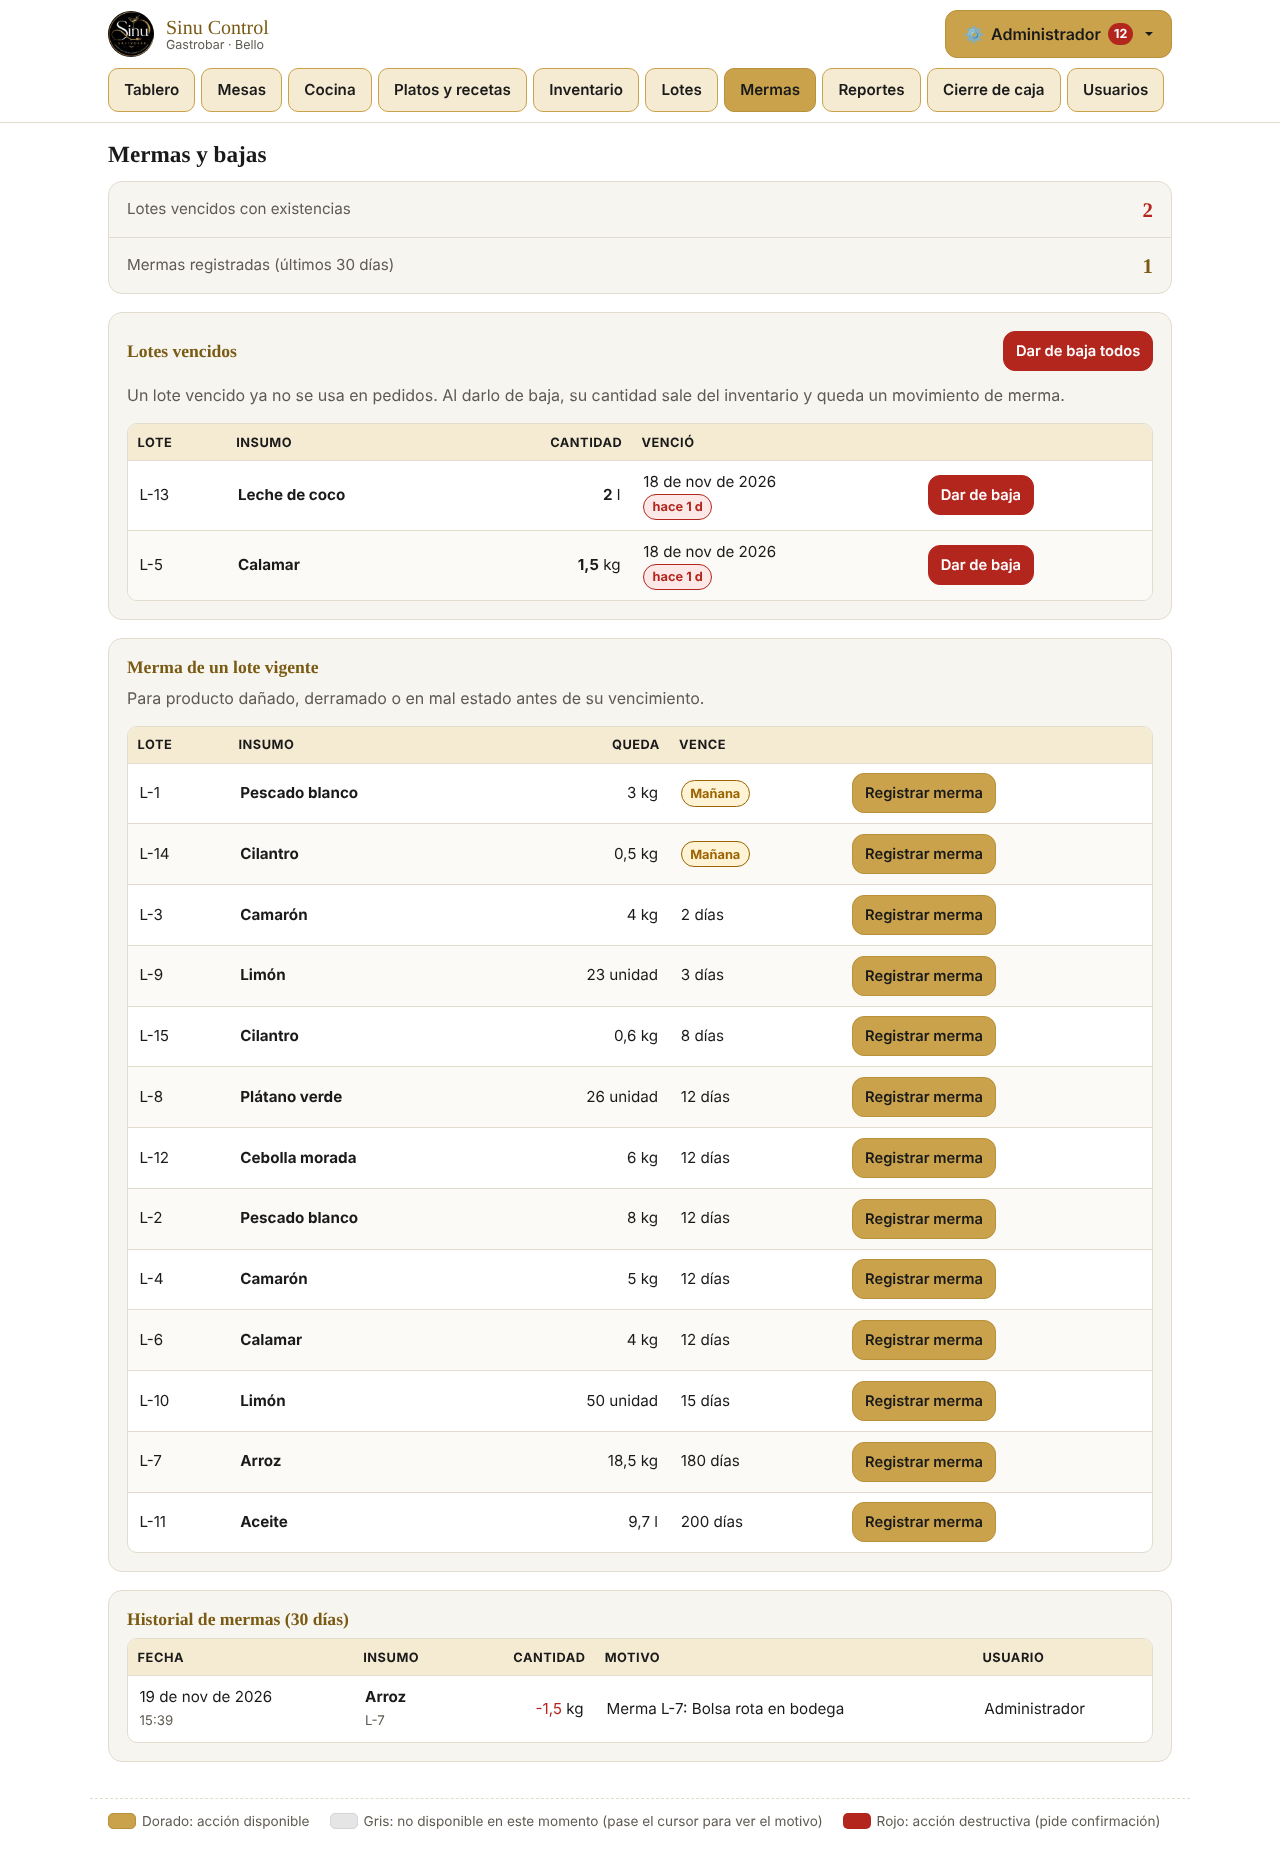 Sinu
Sinu Control
Gastrobar · Bello
Administrador 12
Tablero Mesas Cocina Platos y recetas Inventario Lotes Mermas Reportes Cierre de caja Usuarios
Mermas y bajas
Lotes vencidos con existencias 2
Mermas registradas (últimos 30 días) 1
Lotes vencidos Dar de baja todos
Un lote vencido ya no se usa en pedidos. Al darlo de baja, su cantidad sale del inventario y queda un movimiento de merma.
LOTE INSUMO CANTIDAD VENCIÓ
L-13 Leche de coco 2 l 18 de nov de 2026 Dar de baja
hace 1 d
L-5 Calamar 1,5 kg 18 de nov de 2026 Dar de baja
hace 1 d
Merma de un lote vigente
Para producto dañado, derramado o en mal estado antes de su vencimiento.
LOTE INSUMO QUEDA VENCE
L-1 Pescado blanco 3 kg Mañana Registrar merma
L-14 Cilantro 0,5 kg Mañana Registrar merma
L-3 Camarón 4 kg 2 días Registrar merma
L-9 Limón 23 unidad 3 días Registrar merma
L-15 Cilantro 0,6 kg 8 días Registrar merma
L-8 Plátano verde 26 unidad 12 días Registrar merma
L-12 Cebolla morada 6 kg 12 días Registrar merma
L-2 Pescado blanco 8 kg 12 días Registrar merma
L-4 Camarón 5 kg 12 días Registrar merma
L-6 Calamar 4 kg 12 días Registrar merma
L-10 Limón 50 unidad 15 días Registrar merma
L-7 Arroz 18,5 kg 180 días Registrar merma
L-11 Aceite 9,7 l 200 días Registrar merma
Historial de mermas (30 días)
FECHA INSUMO CANTIDAD MOTIVO USUARIO
19 de nov de 2026 Arroz -1,5 kg Merma L-7: Bolsa rota en bodega Administrador
15:39 L-7
Dorado: acción disponible Gris: no disponible en este momento (pase el cursor para ver el motivo) Rojo: acción destructiva (pide confirmación)